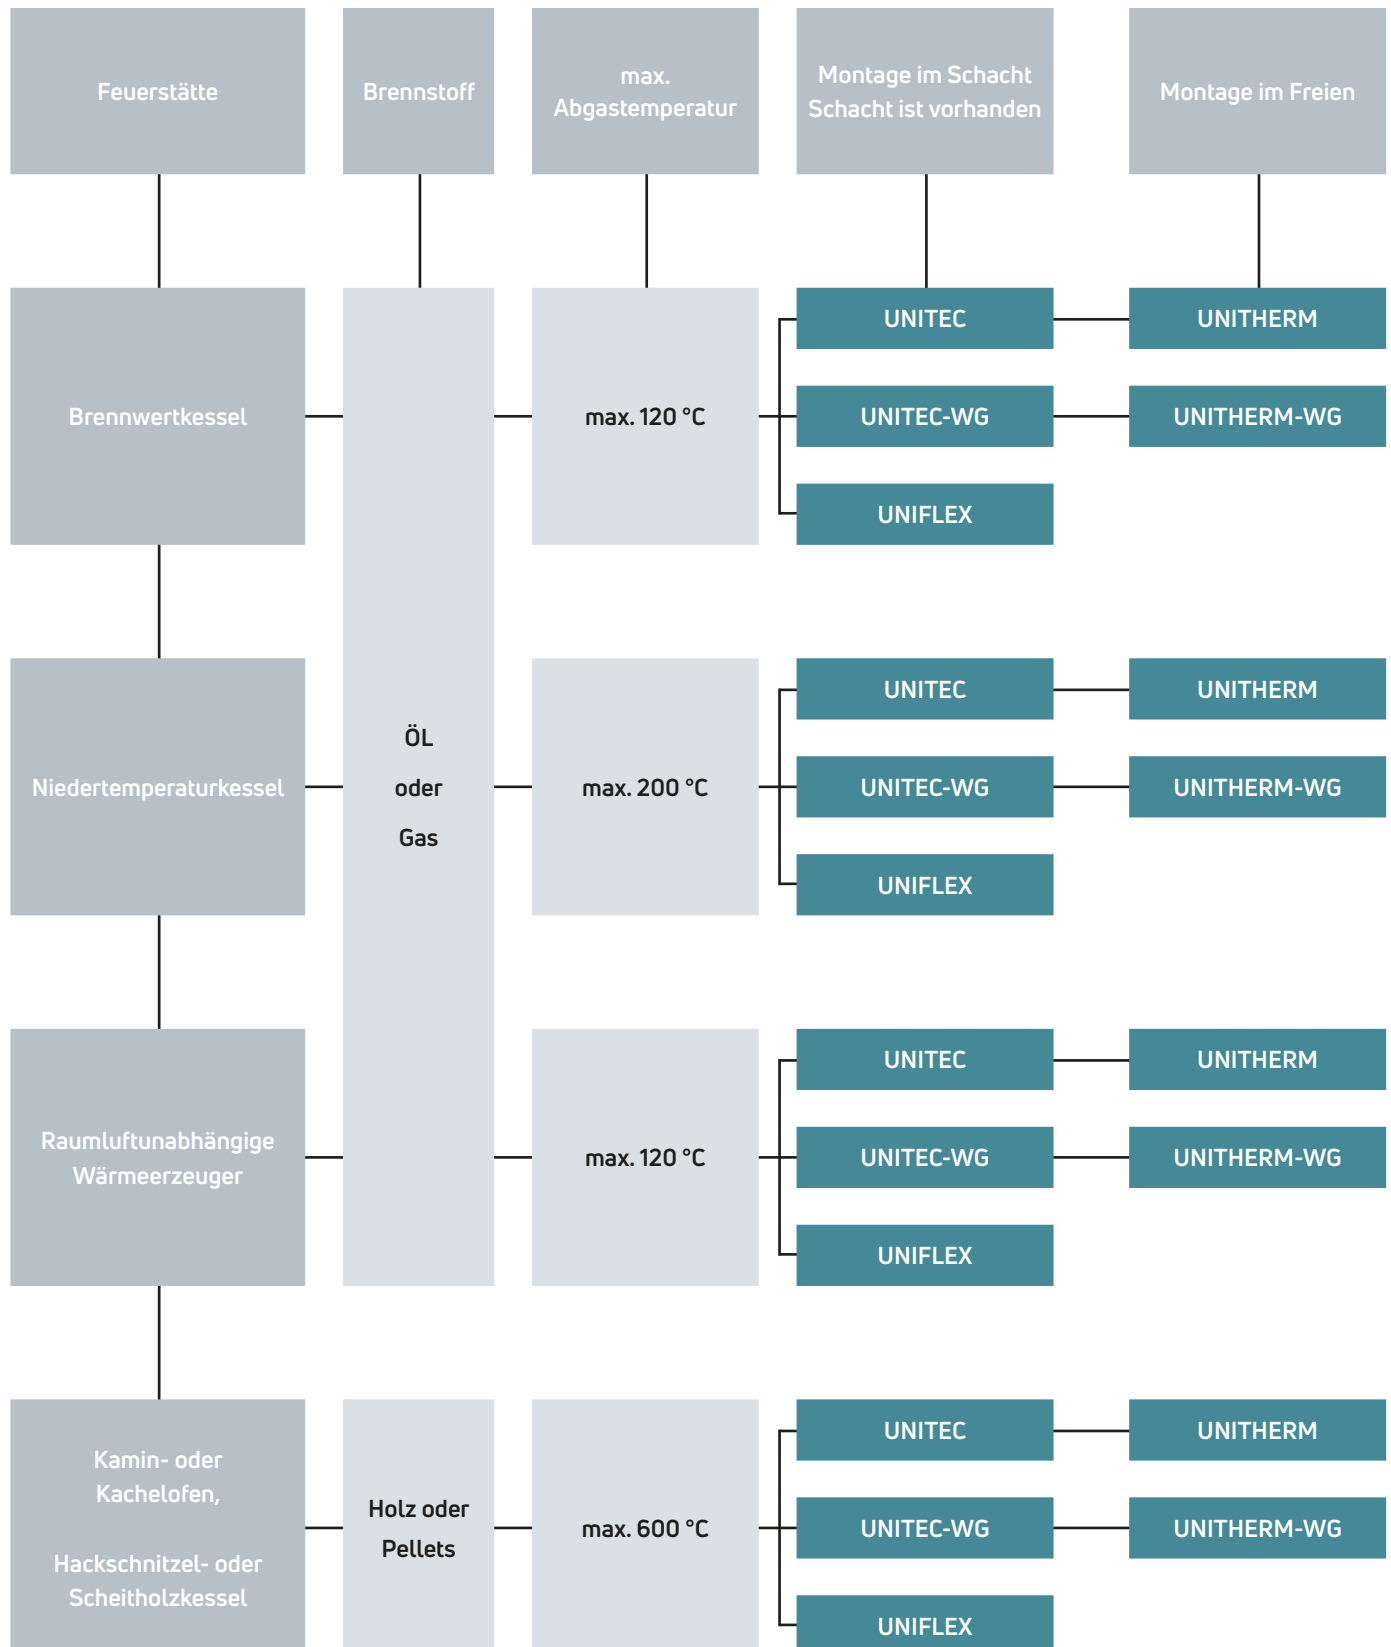 Feuerstätte
Brennstoff
max.
Abgastemperatur
Montage im Schacht
Schacht ist vorhanden
Montage im Freien
Brennwertkessel
ÖL
oder
Gas
max. 120 °C
UNITEC
UNITHERM
UNITEC-WG
UNITHERM-WG
UNIFLEX
Niedertemperaturkessel
max. 200 °C
UNITEC
UNITHERM
UNITEC-WG
UNITHERM-WG
UNIFLEX
Raumluftunabhängige
Wärmeerzeuger
max. 120 °C
UNITEC
UNITHERM
UNITEC-WG
UNITHERM-WG
UNIFLEX
Kamin- oder
Kachelofen,
Hackschnitzel- oder
Scheitholzkessel
Holz oder
Pellets
max. 600 °C
UNITEC
UNITHERM
UNITEC-WG
UNITHERM-WG
UNIFLEX